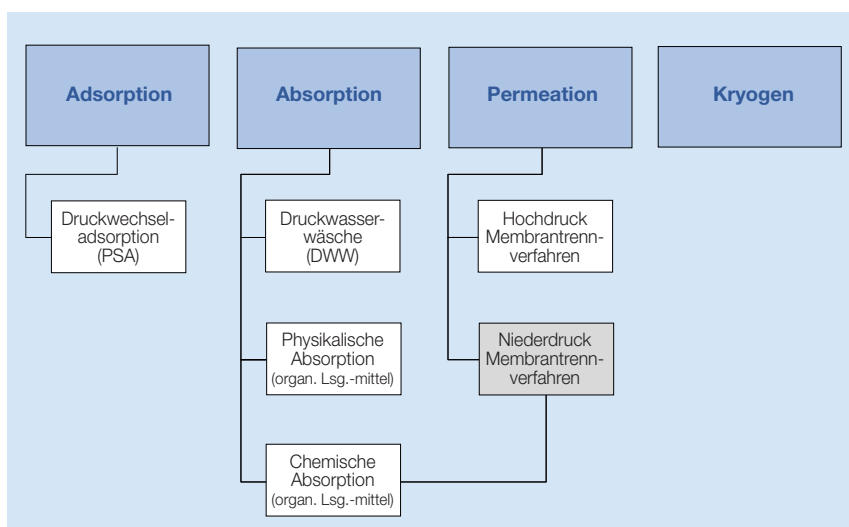 Adsorption
Absorption
Permeation
Kryogen
Druckwechsel-
adsorption
(PSA)
Druckwasser-
wäsche
(DWW)
Hochdruck
Membrantrenn-
verfahren
Physikalische
Absorption
(organ. Lsg.-mittel)
Niederdruck
Membrantrenn-
verfahren
Chemische
Absorption
(organ. Lsg.-mittel)